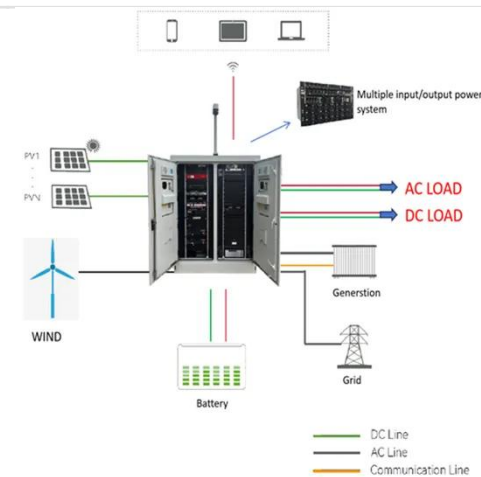 Multiple input/output power
system
PV1
PVN
AC LOAD
DC LOAD
WIND
Generstion
Grid
Battery
DC Line
AC Line
Communication Line